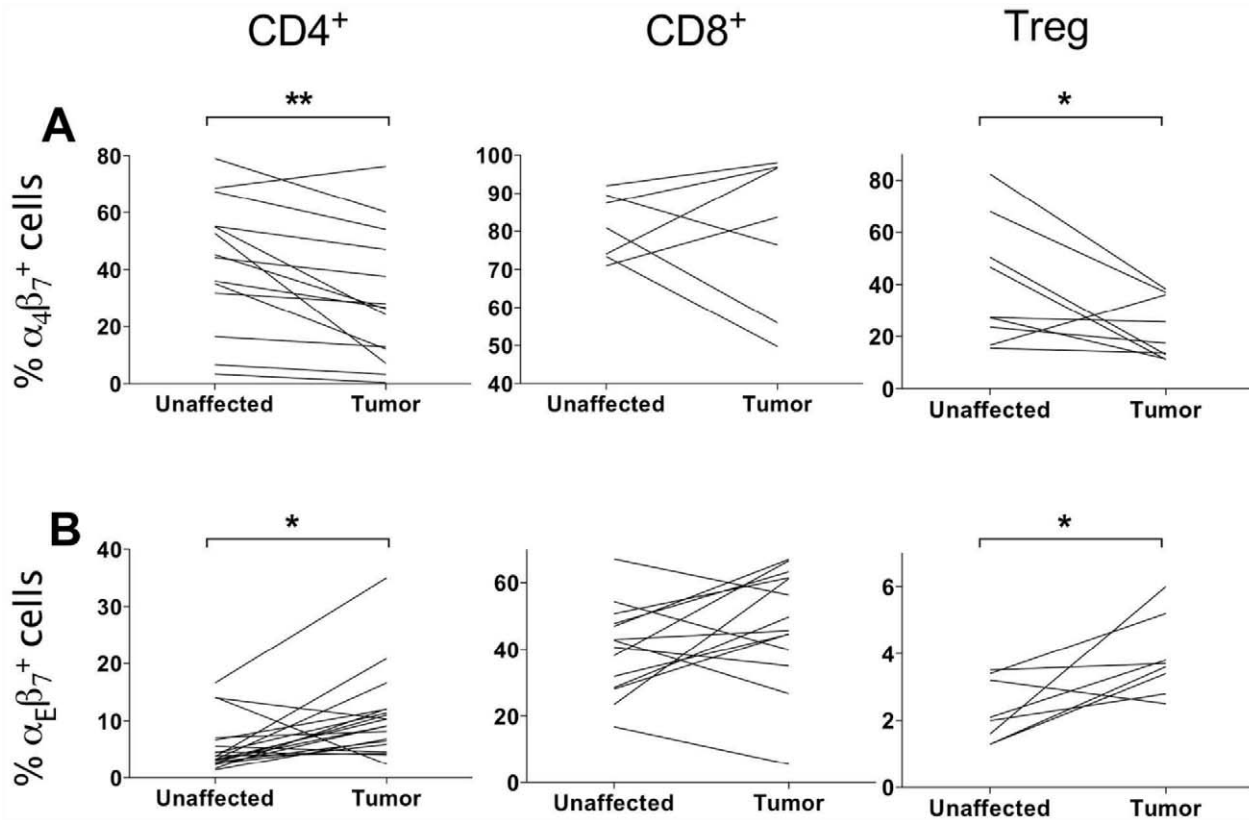 CD4⁺ CD8⁺ Treg
A
** *
% α₄β₇⁺ cells
80
60
40
20
0
Unaffected Tumor
100
90
80
70
60
50
40
Unaffected Tumor
80
60
40
20
0
Unaffected Tumor
B
* *
% α_Eβ₇⁺ cells
40
30
20
10
0
Unaffected Tumor
60
40
20
0
Unaffected Tumor
6
4
2
0
Unaffected Tumor